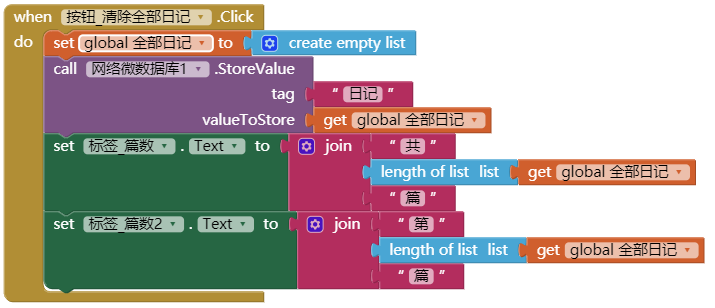 when 按钮_清除全部日记 .Click
do set global 全部日记 to create empty list
call 网络微数据库1 .StoreValue
tag " 日记 "
valueToStore get global 全部日记
set 标签_篇数 . Text to join " 共 "
length of list list get global 全部日记
" 篇 "
set 标签_篇数2 . Text to join " 第 "
length of list list get global 全部日记
" 篇 "